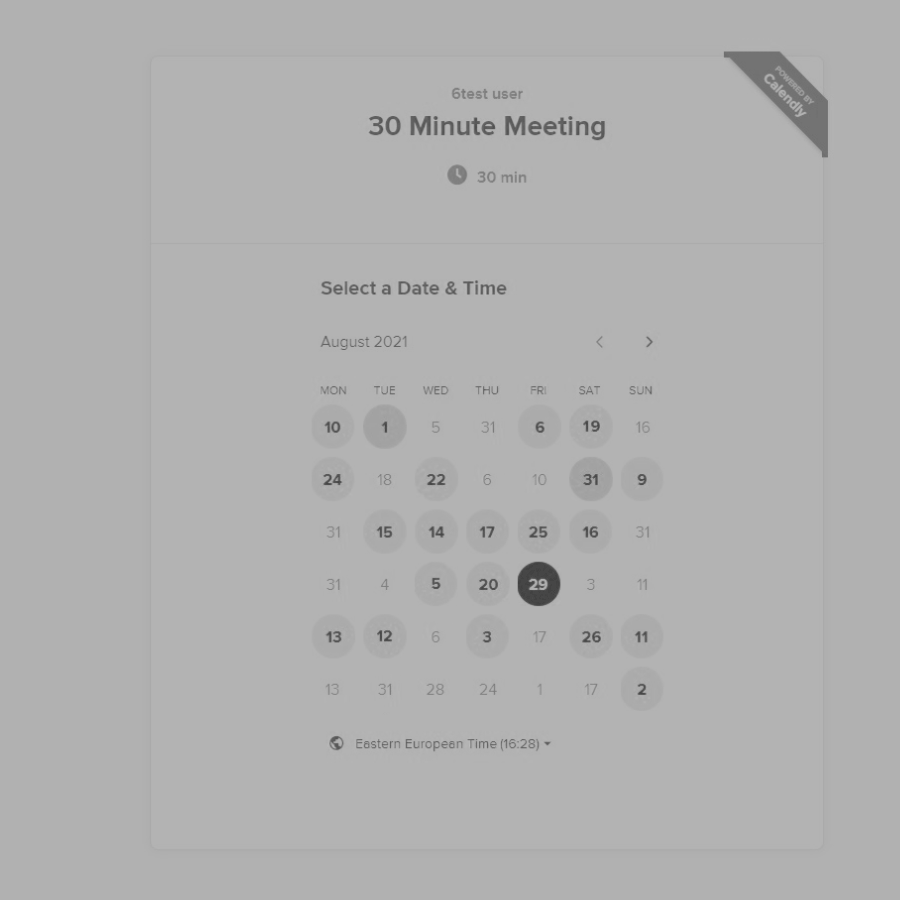 POWERED BY
Calendly
6test user
30 Minute Meeting
30 min
Select a Date & Time
August 2021
MON TUE WED THU FRI SAT SUN
10 1 5 31 6 19 16
24 18 22 6 10 31 9
31 15 14 17 25 16 31
31 4 5 20 29 3 11
13 12 6 3 17 26 11
13 31 28 24 1 17 2
Eastern European Time (16:28)